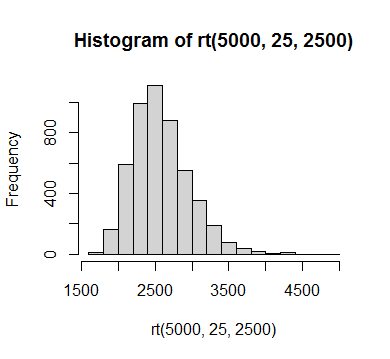 Histogram of rt(5000, 25, 2500)
Frequency
800
400
0
1500 2500 3500 4500
rt(5000, 25, 2500)